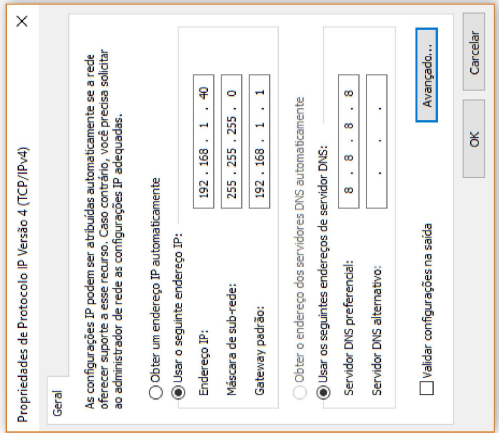 Propriedades de Protocolo IP Versão 4 (TCP/IPv4)
Geral
As configurações IP podem ser atribuídas automaticamente se a rede
oferecer suporte a esse recurso. Caso contrário, você precisa solicitar
ao administrador de rede as configurações IP adequadas.
Obter um endereço IP automaticamente
Usar o seguinte endereço IP:
Endereço IP: 192 . 168 . 1 . 40
Máscara de sub-rede: 255 . 255 . 255 . 0
Gateway padrão: 192 . 168 . 1 . 1
Obter o endereço dos servidores DNS automaticamente
Usar os seguintes endereços de servidor DNS:
Servidor DNS preferencial: 8 . 8 . 8 . 8
Servidor DNS alternativo: . . .
Validar configurações na saída
Avançado...
OK
Cancelar